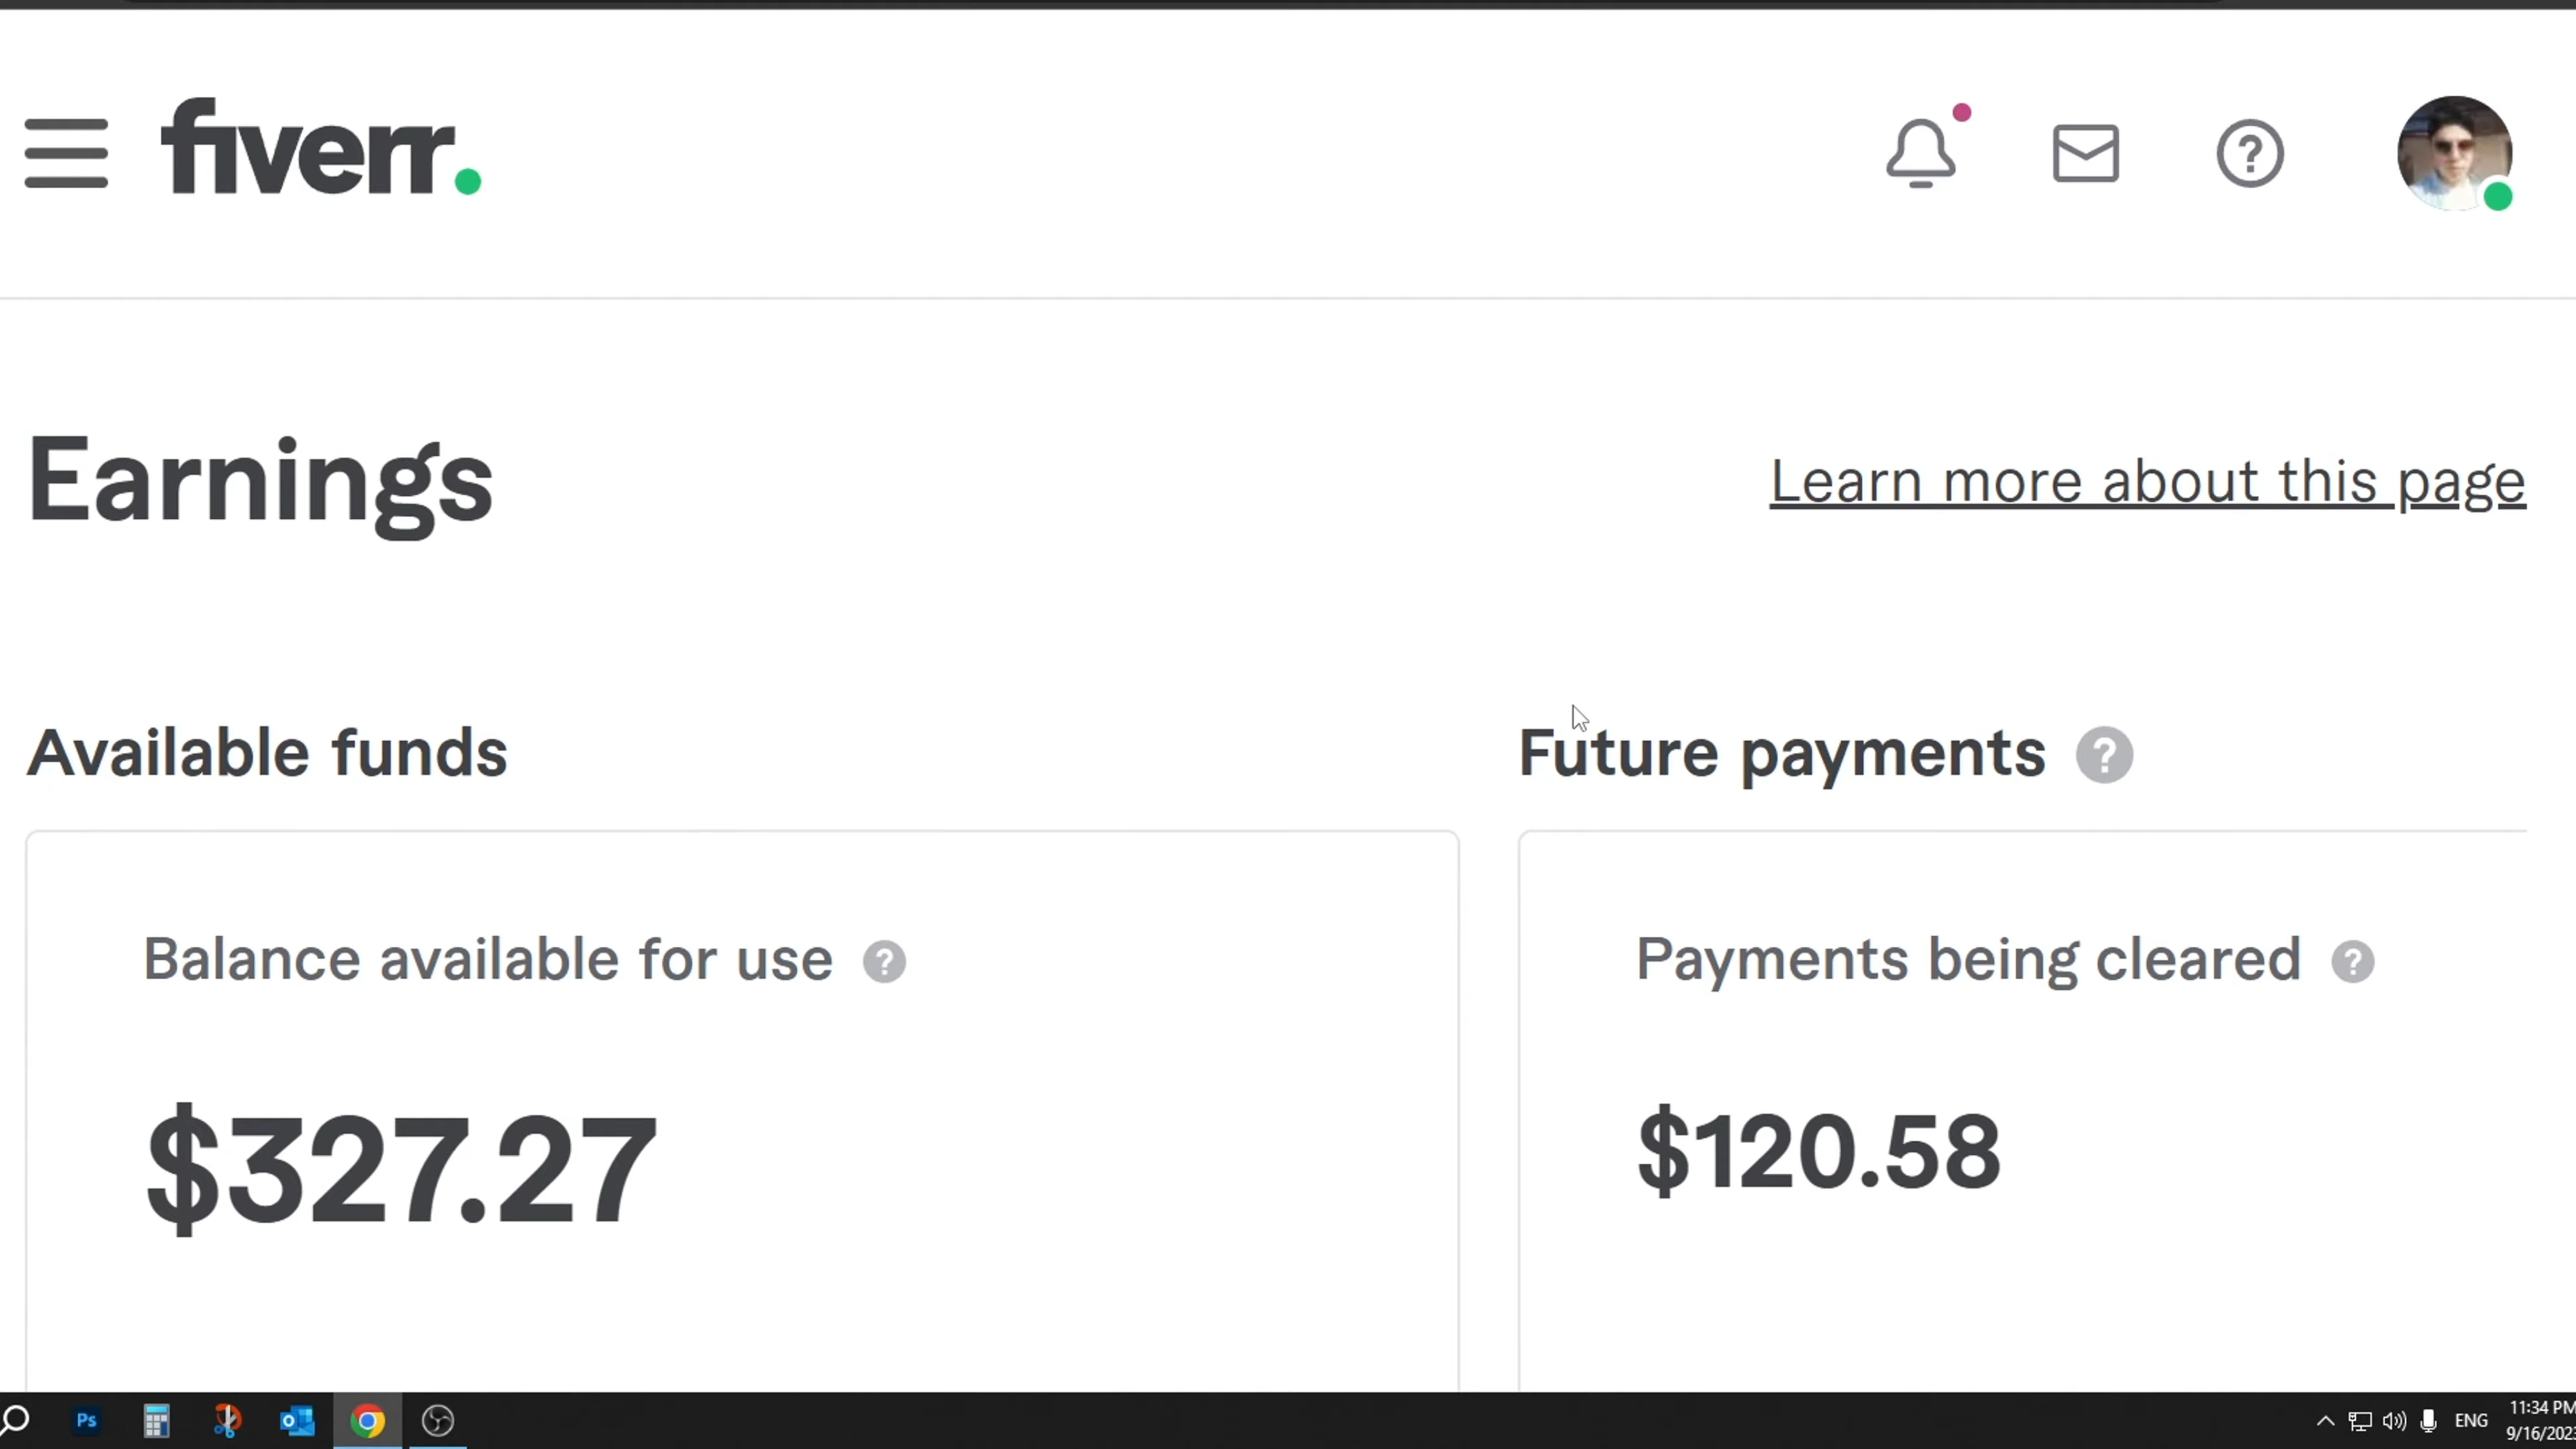 fiverr.
Earnings
Learn more about this page
Available funds
Future payments ?
Balance available for use ?
Payments being cleared ?
$327.27
$120.58
Ps
ENG
11:34 PM